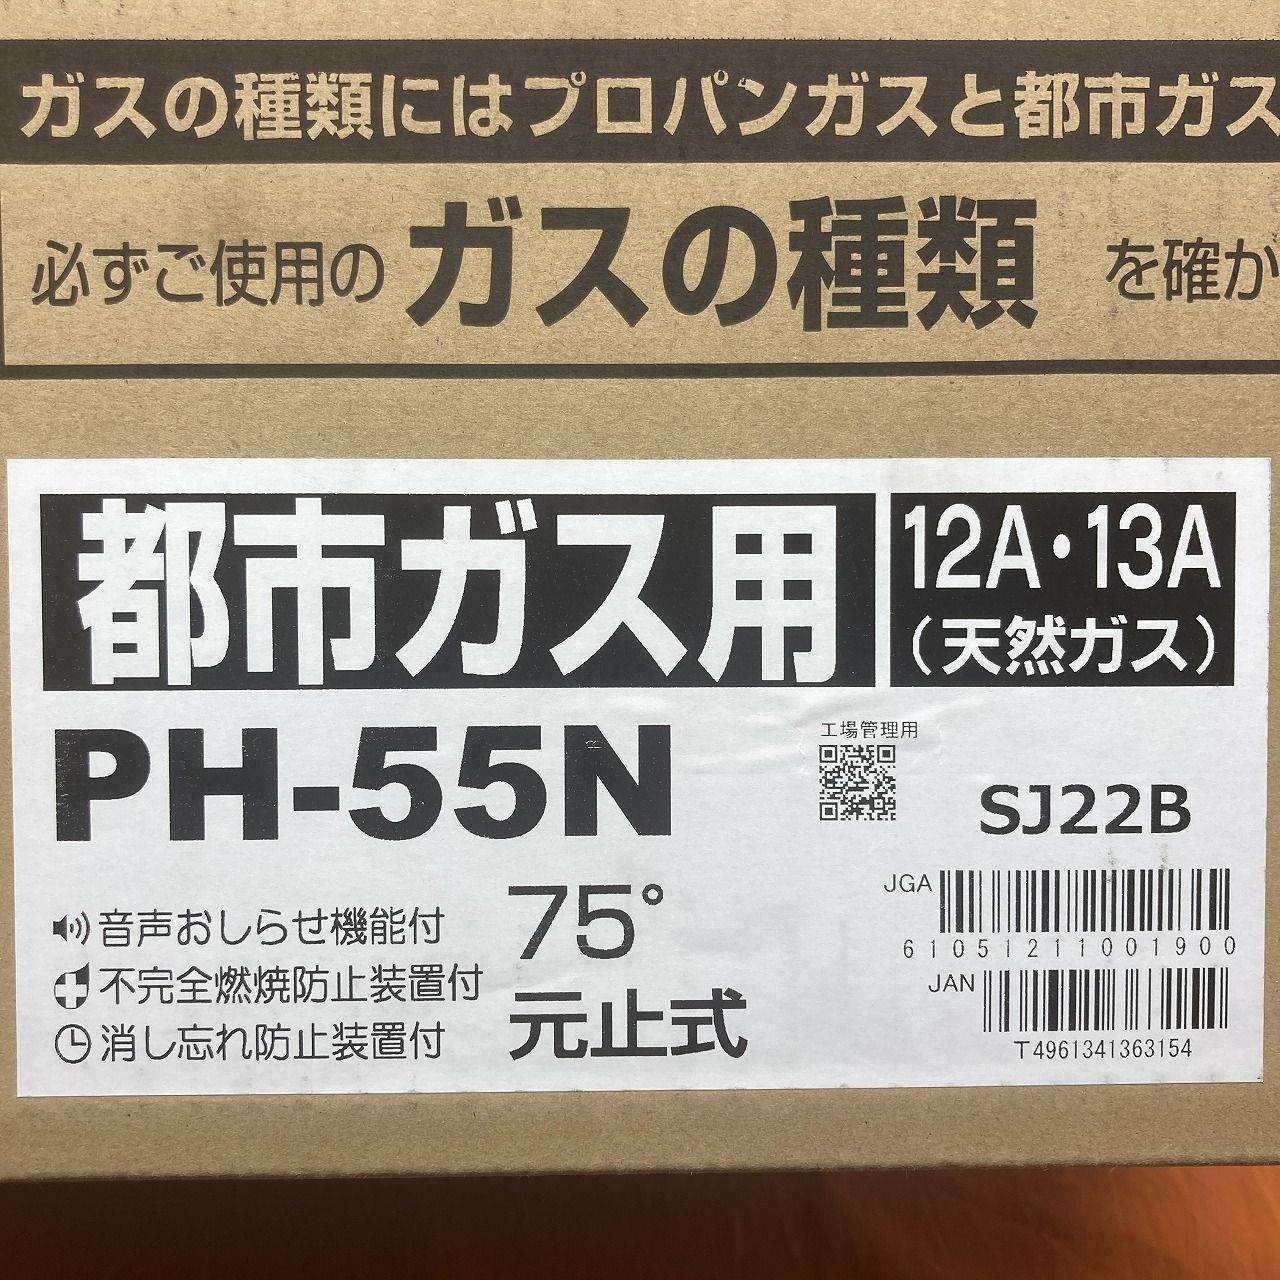 ガスの種類にはプロパンガスと都市ガス
必ずご使用の ガスの種類 を確か
都市ガス用
12A・13A
(天然ガス)
PH-55N
工場管理用
SJ22B
音声おしらせ機能付
不完全燃焼防止装置付
消し忘れ防止装置付
75°
元止式
JGA
61051211001900
JAN
T4961341363154